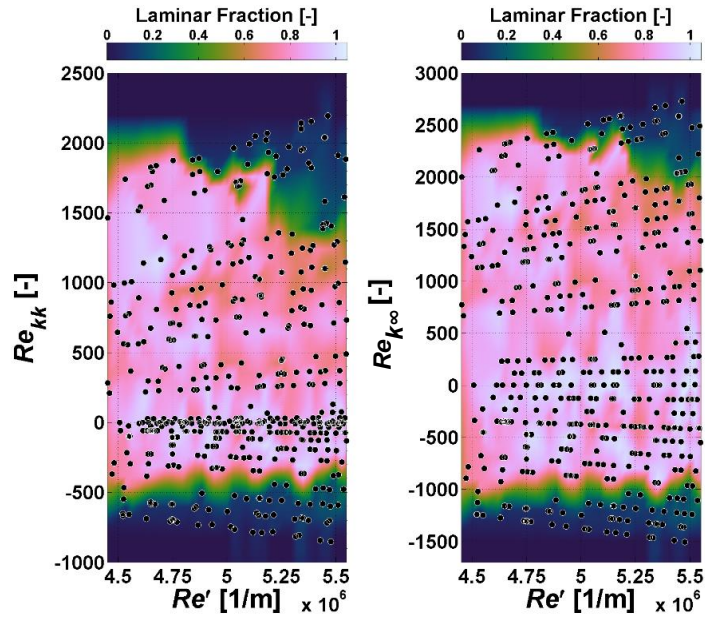 Laminar Fraction [-]
0 0.2 0.4 0.6 0.8 1
2500
2000
1500
1000
500
0
-500
-1000
Re_kk [-]
4.5 4.75 5 5.25 5.5
Re' [1/m] x 10^6
Laminar Fraction [-]
0 0.2 0.4 0.6 0.8 1
3000
2500
2000
1500
1000
500
0
-500
-1000
-1500
Re_k∞ [-]
4.5 4.75 5 5.25 5.5
Re' [1/m] x 10^6